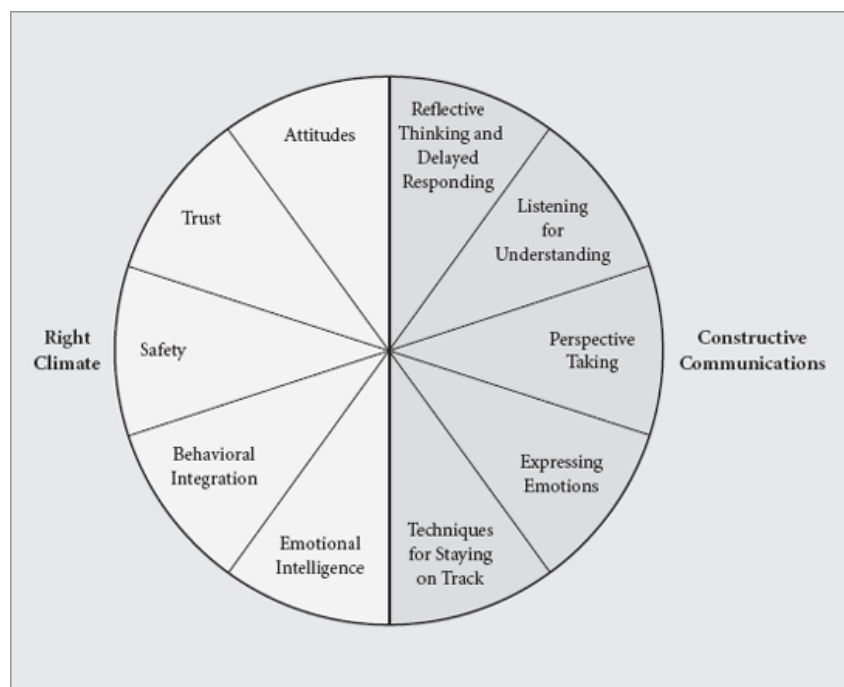 Attitudes
Trust
Right
Climate
Safety
Behavioral
Integration
Emotional
Intelligence
Reflective
Thinking and
Delayed
Responding
Listening
for
Understanding
Perspective
Taking
Constructive
Communications
Expressing
Emotions
Techniques
for Staying
on Track